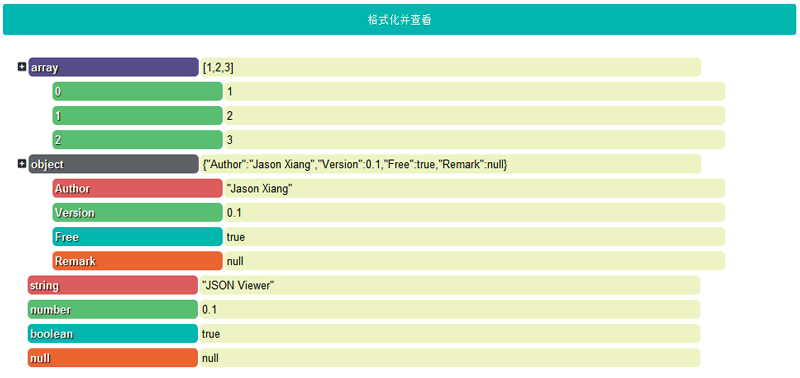 格式化并查看
array [1,2,3]
0 1
1 2
2 3
object {"Author":"Jason Xiang","Version":0.1,"Free":true,"Remark":null}
Author "Jason Xiang"
Version 0.1
Free true
Remark null
string "JSON Viewer"
number 0.1
boolean true
null null